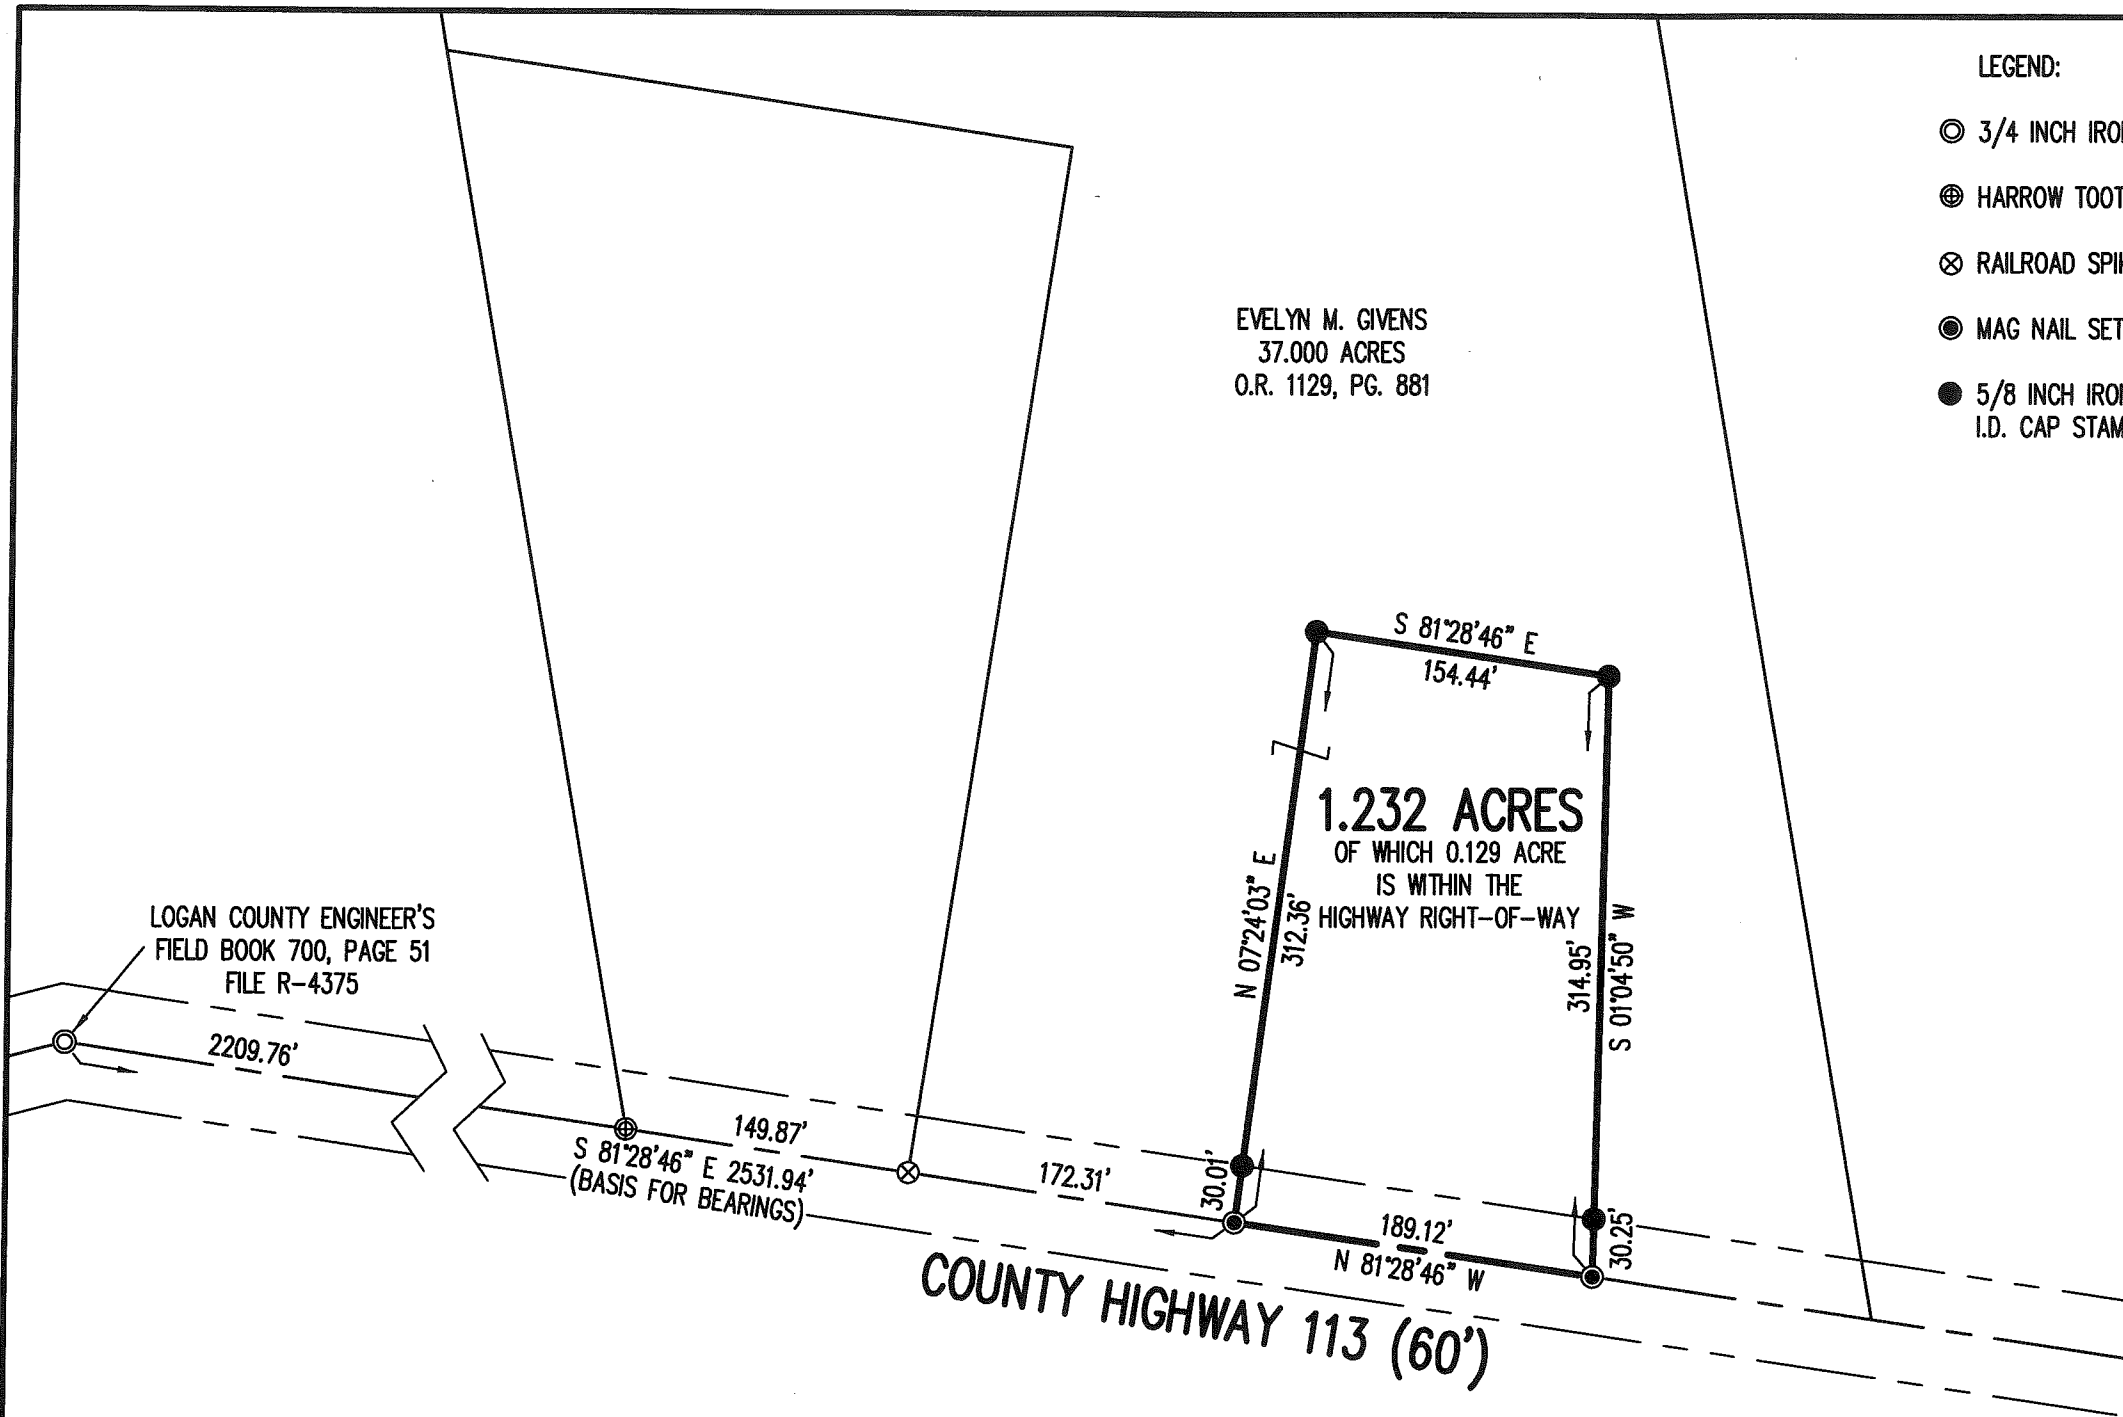 LEGEND:
3/4 INCH IRO
HARROW TOOT
RAILROAD SPI
MAG NAIL SET
5/8 INCH IRO
I.D. CAP STAM
EVELYN M. GIVENS
37.000 ACRES
O.R. 1129, PG. 881
S 81°28'46" E
154.44'
1.232 ACRES
OF WHICH 0.129 ACRE
IS WITHIN THE
HIGHWAY RIGHT-OF-WAY
N 07°24'03" E
312.36'
314.95'
S 01°04'50" W
LOGAN COUNTY ENGINEER'S
FIELD BOOK 700, PAGE 51
FILE R-4375
2209.76'
149.87'
S 81°28'46" E 2531.94'
(BASIS FOR BEARINGS)
172.31'
30.01'
189.12'
N 81°28'46" W
30.25'
COUNTY HIGHWAY 113 (60')